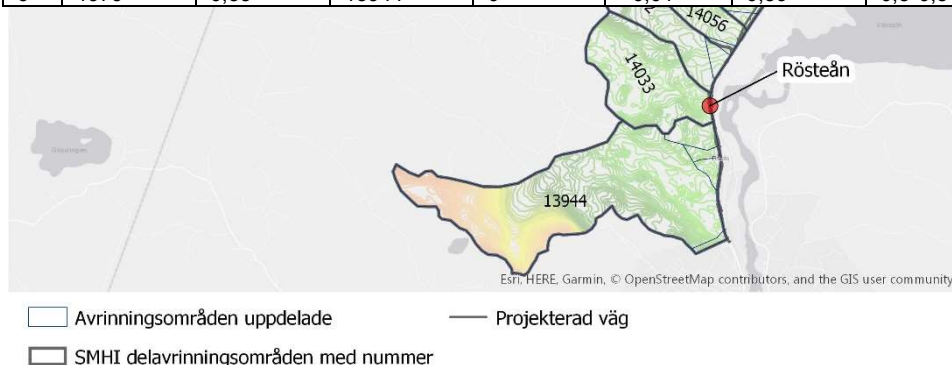 14056
14033
Rösteån
13944
Esri, HERE, Garmin, © OpenStreetMap contributors, and the GIS user community
Avrinningsområden uppdelade
Projekterad väg
SMHI delavrinningsområden med nummer